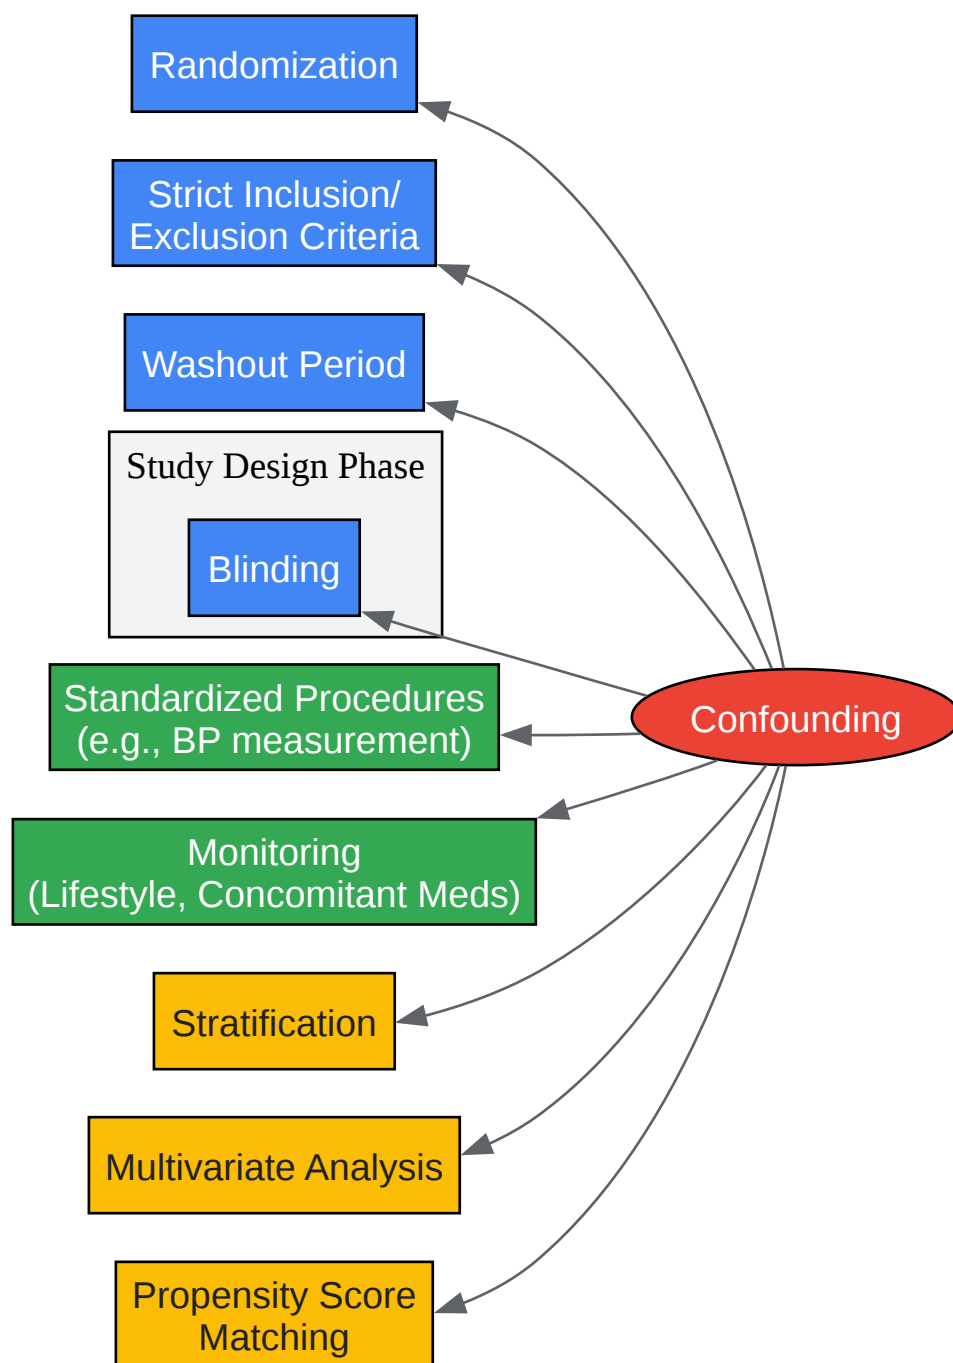 Randomization
Strict Inclusion/
Exclusion Criteria
Washout Period
Study Design Phase
Blinding
Standardized Procedures
(e.g., BP measurement)
Confounding
Monitoring
(Lifestyle, Concomitant Meds)
Stratification
Multivariate Analysis
Propensity Score
Matching